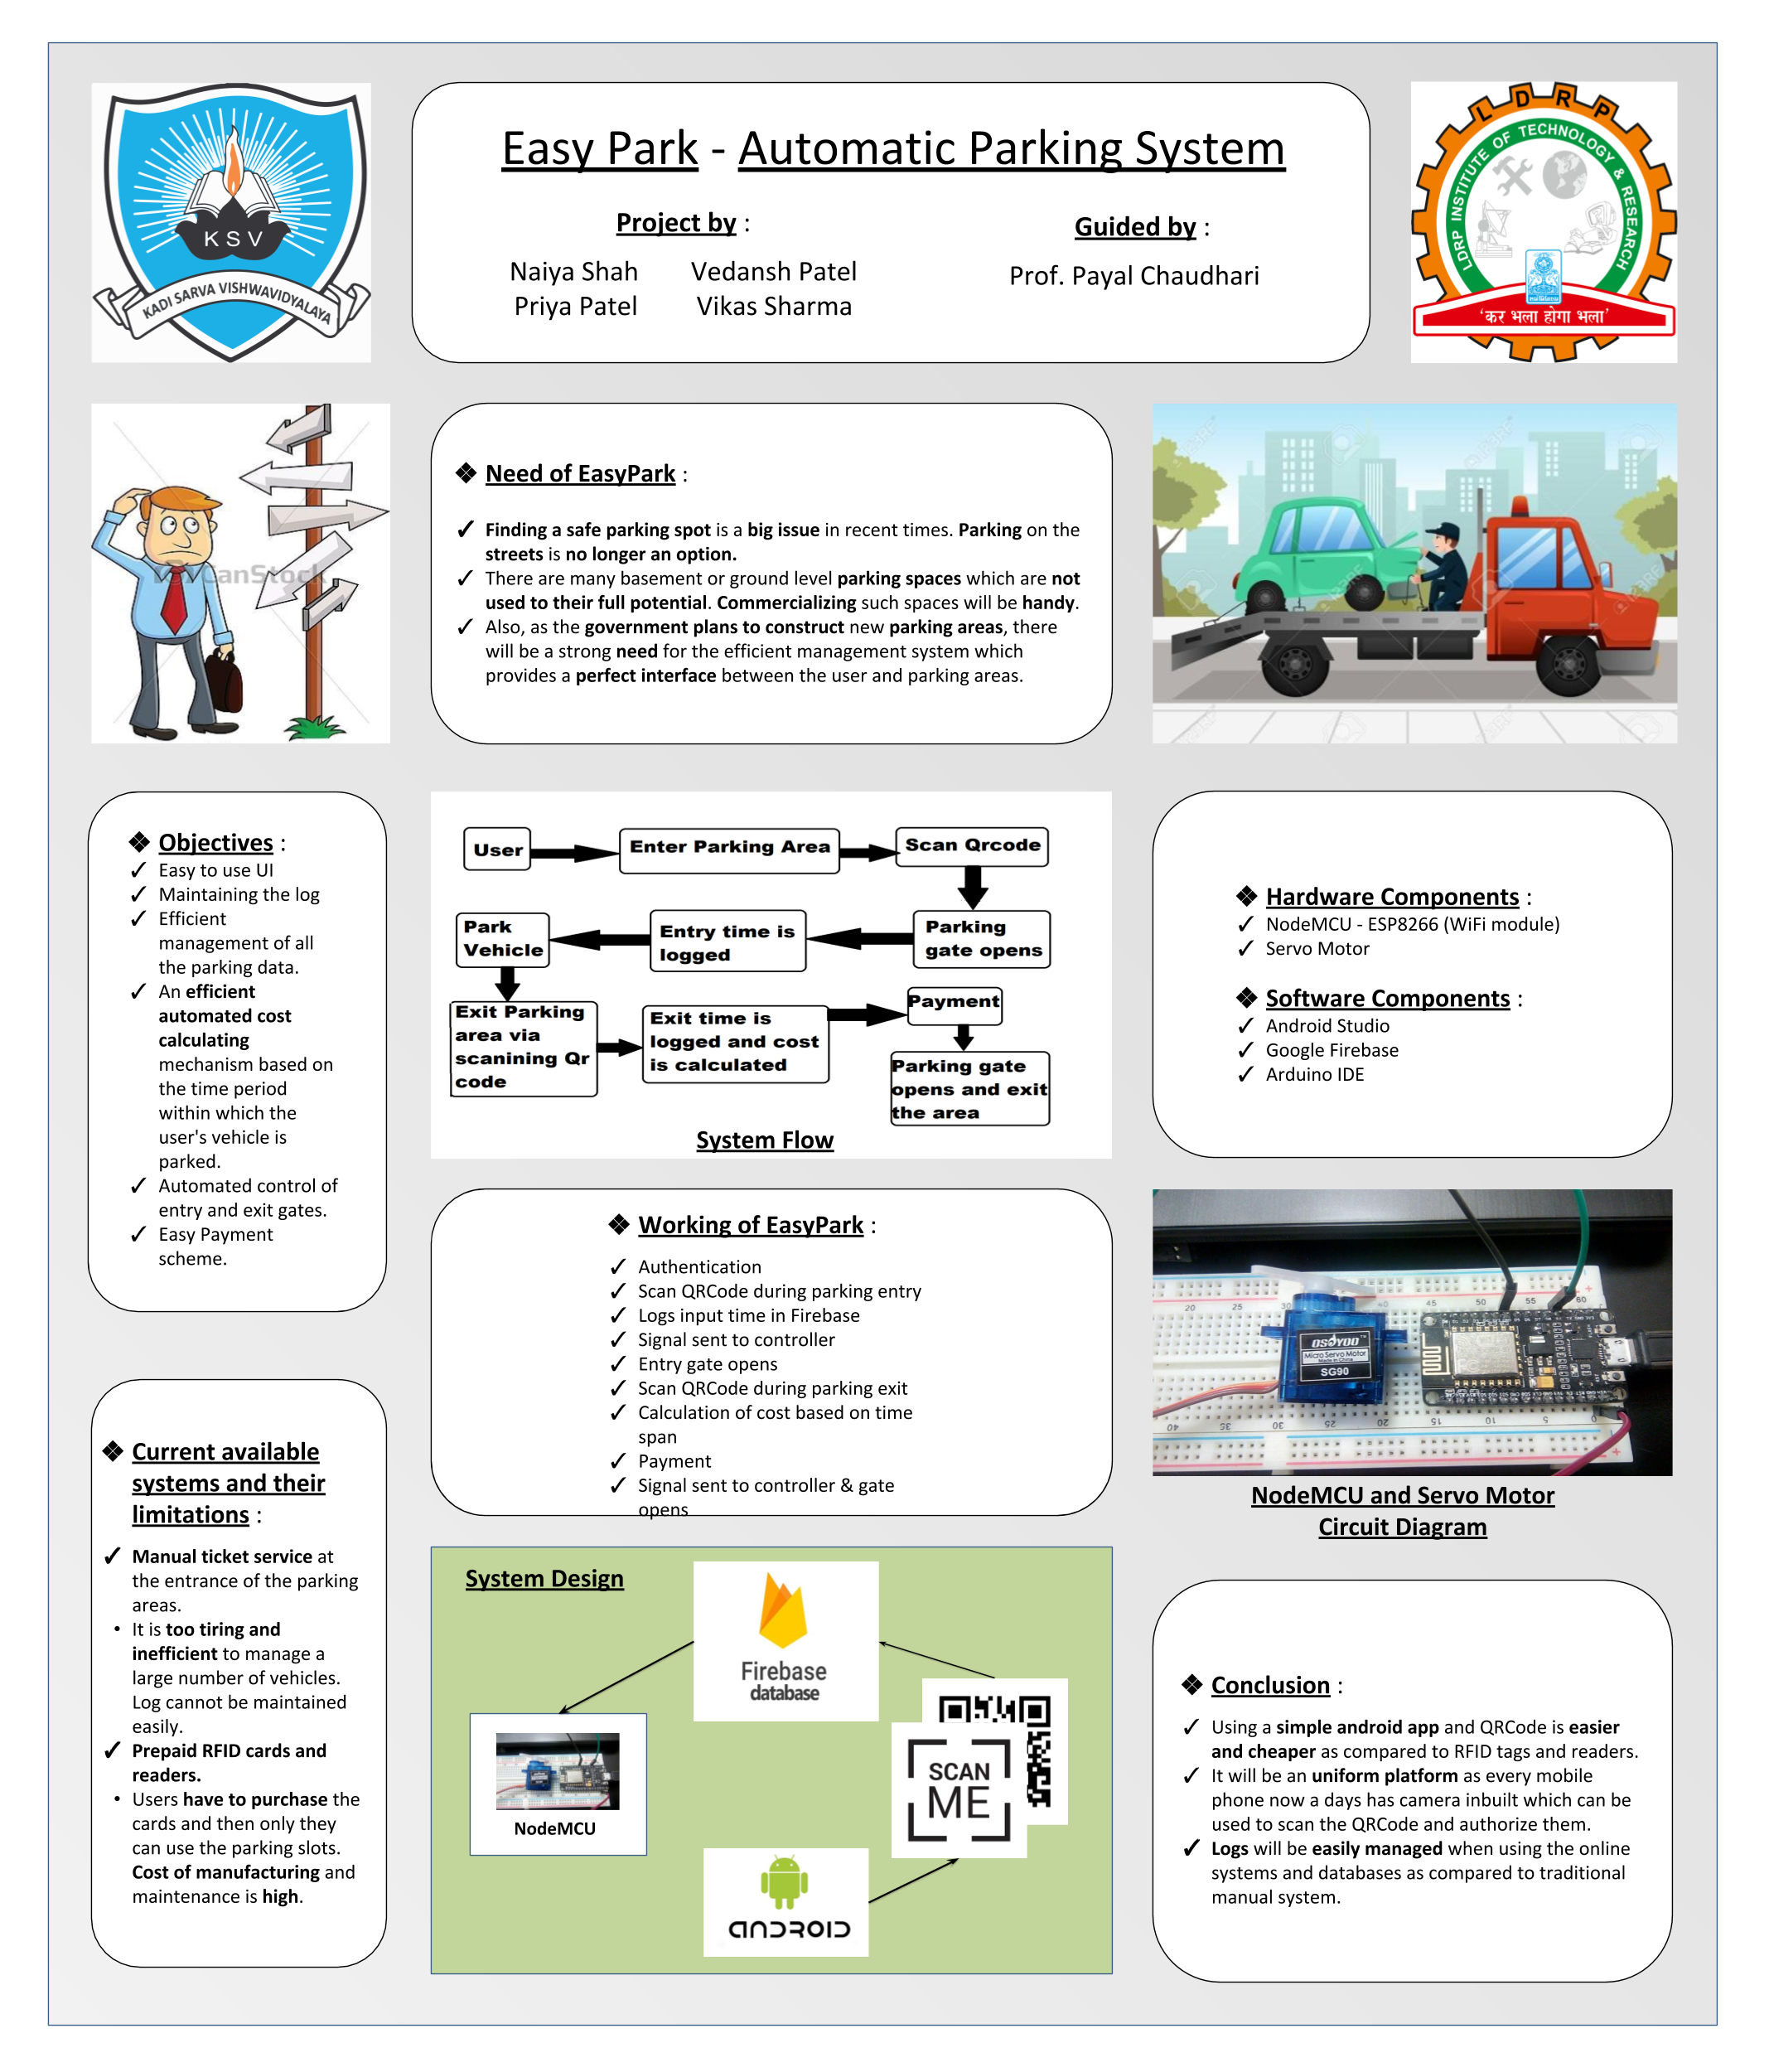 KSV
KADI SARVA VISHWAVIDYALAYA
Easy Park - Automatic Parking System
Project by :
Naiya Shah Vedansh Patel
Priya Patel Vikas Sharma
Guided by :
Prof. Payal Chaudhari
LDRP
LDRP INSTITUTE OF TECHNOLOGY & RESEARCH
‘कर भला होगा भला’
CanStock
❖ Need of EasyPark :
✓ Finding a safe parking spot is a big issue in recent times. Parking on the
streets is no longer an option.
✓ There are many basement or ground level parking spaces which are not
used to their full potential. Commercializing such spaces will be handy.
✓ Also, as the government plans to construct new parking areas, there
will be a strong need for the efficient management system which
provides a perfect interface between the user and parking areas.
❖ Objectives :
✓ Easy to use UI
✓ Maintaining the log
✓ Efficient
management of all
the parking data.
✓ An efficient
automated cost
calculating
mechanism based on
the time period
within which the
user's vehicle is
parked.
✓ Automated control of
entry and exit gates.
✓ Easy Payment
scheme.
User
Enter Parking Area
Scan Qrcode
Parking
gate opens
Entry time is
logged
Park
Vehicle
Exit Parking
area via
scanining Qr
code
Exit time is
logged and cost
is calculated
Payment
Parking gate
opens and exit
the area
System Flow
❖ Hardware Components :
✓ NodeMCU - ESP8266 (WiFi module)
✓ Servo Motor
❖ Software Components :
✓ Android Studio
✓ Google Firebase
✓ Arduino IDE
❖ Working of EasyPark :
✓ Authentication
✓ Scan QRCode during parking entry
✓ Logs input time in Firebase
✓ Signal sent to controller
✓ Entry gate opens
✓ Scan QRCode during parking exit
✓ Calculation of cost based on time
span
✓ Payment
✓ Signal sent to controller & gate
opens
OSOYOO
Micro Servo Motor
Made in China
SG90
NodeMCU and Servo Motor
Circuit Diagram
❖ Current available
systems and their
limitations :
✓ Manual ticket service at
the entrance of the parking
areas.
• It is too tiring and
inefficient to manage a
large number of vehicles.
Log cannot be maintained
easily.
✓ Prepaid RFID cards and
readers.
• Users have to purchase the
cards and then only they
can use the parking slots.
Cost of manufacturing and
maintenance is high.
System Design
Firebase
database
NodeMCU
SCAN
ME
ANDROID
❖ Conclusion :
✓ Using a simple android app and QRCode is easier
and cheaper as compared to RFID tags and readers.
✓ It will be an uniform platform as every mobile
phone now a days has camera inbuilt which can be
used to scan the QRCode and authorize them.
✓ Logs will be easily managed when using the online
systems and databases as compared to traditional
manual system.